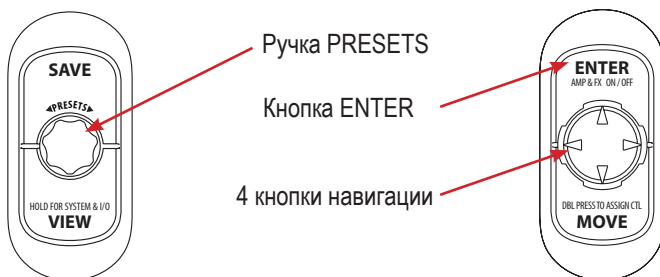 SAVE
◄PRESETS►
HOLD FOR SYSTEM & I/O
VIEW
Ручка PRESETS
Кнопка ENTER
4 кнопки навигации
ENTER
AMP & FX ON / OFF
DBL PRESS TO ASSIGN CTL
MOVE